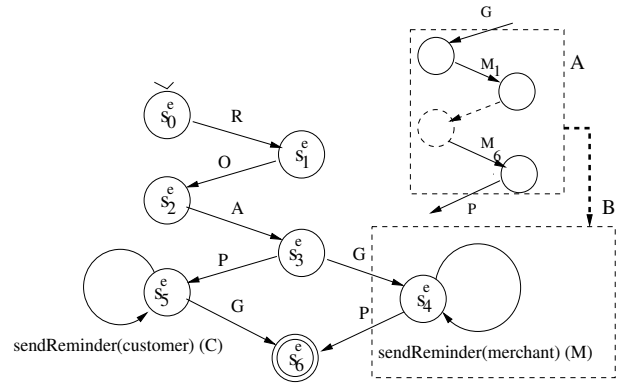 G
M1
A
M6
P
B
s0e
R
s1e
O
s2e
A
s3e
P
G
s5e
s4e
G
P
s6e
sendReminder(customer) (C)
sendReminder(merchant) (M)